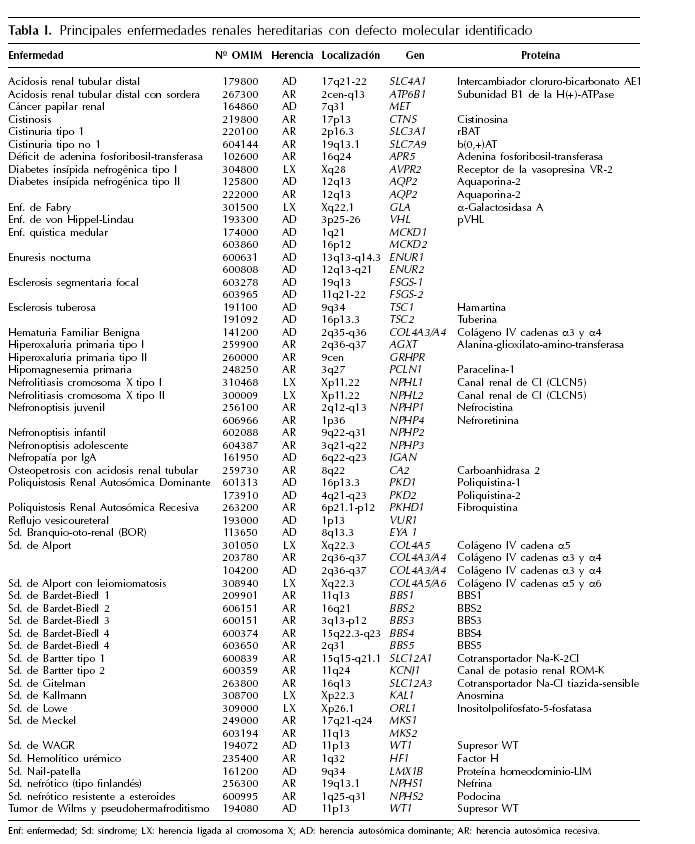 Tabla I. Principales enfermedades renales hereditarias con defecto molecular identificado
Enfermedad Nº OMIM Herencia Localización Gen Proteína
Acidosis renal tubular distal 179800 AD 17q21-22 SLC4A1 Intercambiador cloruro-bicarbonato AE1
Acidosis renal tubular distal con sordera 267300 AR 2cen-q13 ATP6B1 Subunidad B1 de la H(+)-ATPase
Cáncer papilar renal 164860 AD 7q31 MET
Cistinosis 219800 AR 17p13 CTNS Cistinosina
Cistinuria tipo 1 220100 AR 2p16.3 SLC3A1 rBAT
Cistinuria tipo no 1 604144 AR 19q13.1 SLC7A9 b(0,+)AT
Déficit de adenina fosforibosil-transferasa 102600 AR 16q24 APR5 Adenina fosforibosil-transferasa
Diabetes insípida nefrogénica tipo I 304800 LX Xq28 AVPR2 Receptor de la vasopresina VR-2
Diabetes insípida nefrogénica tipo II 125800 AD 12q13 AQP2 Aquaporina-2
222000 AR 12q13 AQP2 Aquaporina-2
Enf. de Fabry 301500 LX Xq22.1 GLA α-Galactosidasa A
Enf. de von Hippel-Lindau 193300 AD 3p25-26 VHL pVHL
Enf. quística medular 174000 AD 1q21 MCKD1
603860 AD 16p12 MCKD2
Enuresis nocturna 600631 AD 13q13-q14.3 ENUR1
600808 AD 12q13-q21 ENUR2
Esclerosis segmentaria focal 603278 AD 19q13 FSGS-1
603965 AD 11q21-22 FSGS-2
Esclerosis tuberosa 191100 AD 9q34 TSC1 Hamartina
191092 AD 16p13.3 TSC2 Tuberina
Hematuria Familiar Benigna 141200 AD 2q35-q36 COL4A3/A4 Colágeno IV cadenas α3 y α4
Hiperoxaluria primaria tipo I 259900 AR 2q36-q37 AGXT Alanina-glioxilato-amino-transferasa
Hiperoxaluria primaria tipo II 260000 AR 9cen GRHPR
Hipomagnesemia primaria 248250 AR 3q27 PCLN1 Paracelina-1
Nefrolitiasis cromosoma X tipo I 310468 LX Xp11.22 NPHL1 Canal renal de Cl (CLCN5)
Nefrolitiasis cromosoma X tipo II 300009 LX Xp11.22 NPHL2 Canal renal de Cl (CLCN5)
Nefronoptisis juvenil 256100 AR 2q12-q13 NPHP1 Nefrocistina
606966 AR 1p36 NPHP4 Nefroretinina
Nefronoptisis infantil 602088 AR 9q22-q31 NPHP2
Nefronoptisis adolescente 604387 AR 3q21-q22 NPHP3
Nefropatía por IgA 161950 AD 6q22-q23 IGAN
Osteopetrosis con acidosis renal tubular 259730 AR 8q22 CA2 Carboanhidrasa 2
Poliquistosis Renal Autosómica Dominante 601313 AD 16p13.3 PKD1 Poliquistina-1
173910 AD 4q21-q23 PKD2 Poliquistina-2
Poliquistosis Renal Autosómica Recesiva 263200 AR 6p21.1-p12 PKHD1 Fibroquistina
Reflujo vesicoureteral 193000 AD 1p13 VUR1
Sd. Branquio-oto-renal (BOR) 113650 AD 8q13.3 EYA 1
Sd. de Alport 301050 LX Xq22.3 COL4A5 Colágeno IV cadena α5
203780 AR 2q36-q37 COL4A3/A4 Colágeno IV cadenas α3 y α4
104200 AD 2q36-q37 COL4A3/A4 Colágeno IV cadenas α3 y α4
Sd. de Alport con leiomiomatosis 308940 LX Xq22.3 COL4A5/A6 Colágeno IV cadenas α5 y α6
Sd. de Bardet-Biedl 1 209901 AR 11q13 BBS1 BBS1
Sd. de Bardet-Biedl 2 606151 AR 16q21 BBS2 BBS2
Sd. de Bardet-Biedl 3 600151 AR 3q13-p12 BBS3 BBS3
Sd. de Bardet-Biedl 4 600374 AR 15q22.3-q23 BBS4 BBS4
Sd. de Bardet-Biedl 4 603650 AR 2q31 BBS5 BBS5
Sd. de Bartter tipo 1 600839 AR 15q15-q21.1 SLC12A1 Cotransportador Na-K-2Cl
Sd. de Bartter tipo 2 600359 AR 11q24 KCNJ1 Canal de potasio renal ROM-K
Sd. de Gitelman 263800 AR 16q13 SLC12A3 Cotransportador Na-Cl tiazida-sensible
Sd. de Kallmann 308700 LX Xp22.3 KAL1 Anosmina
Sd. de Lowe 309000 LX Xp26.1 ORL1 Inositolpolifosfato-5-fosfatasa
Sd. de Meckel 249000 AR 17q21-q24 MKS1
603194 AR 11q13 MKS2
Sd. de WAGR 194072 AD 11p13 WT1 Supresor WT
Sd. Hemolítico urémico 235400 AR 1q32 HF1 Factor H
Sd. Nail-patella 161200 AD 9q34 LMX1B Proteína homeodominio-LIM
Sd. nefrótico (tipo finlandés) 256300 AR 19q13.1 NPHS1 Nefrina
Sd. nefrótico resistente a esteroides 600995 AR 1q25-q31 NPHS2 Podocina
Tumor de Wilms y pseudohermafroditismo 194080 AD 11p13 WT1 Supresor WT
Enf: enfermedad; Sd: síndrome; LX: herencia ligada al cromosoma X; AD: herencia autosómica dominante; AR: herencia autosómica recesiva.